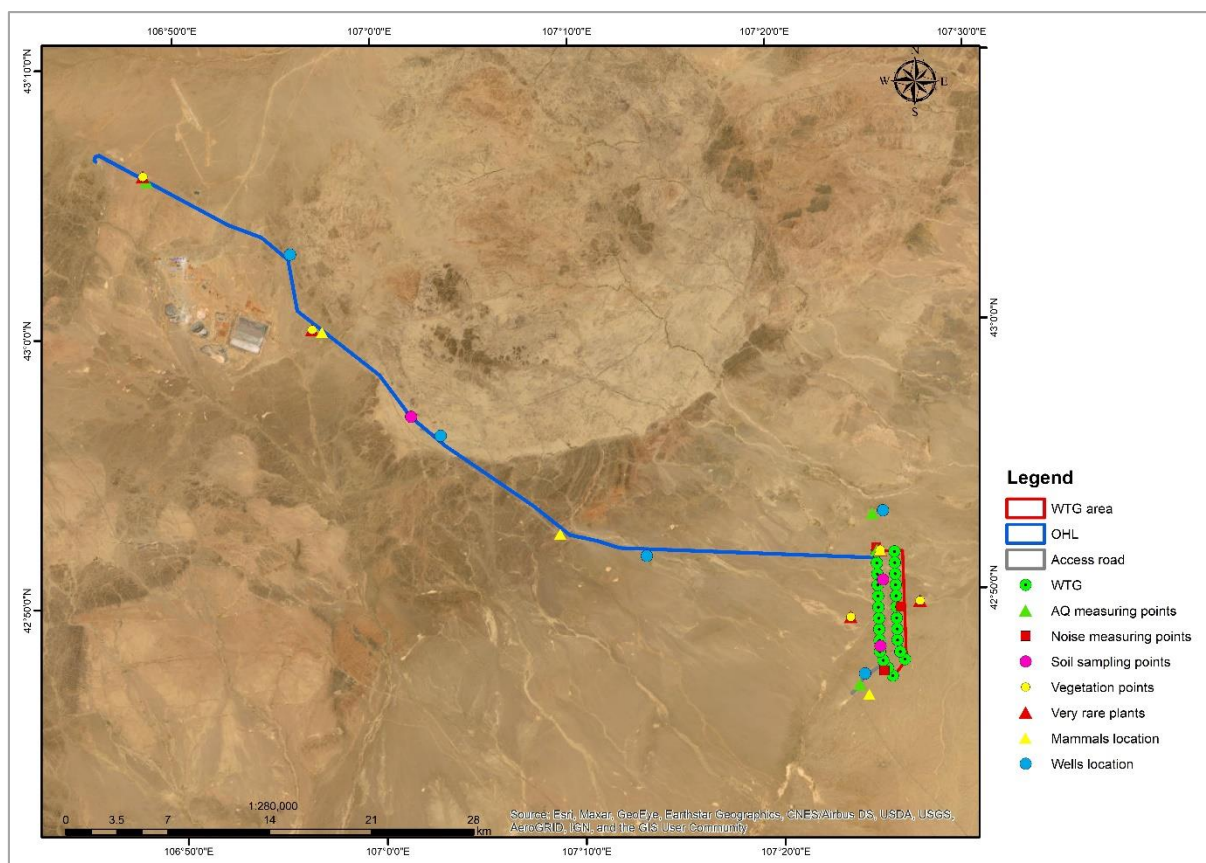 106°50'0"E 107°0'0"E 107°10'0"E 107°20'0"E 107°30'0"E
N
W E
S
43°10'0"N
43°0'0"N
43°0'0"N
42°50'0"N
42°50'0"N
Legend
WTG area
OHL
Access road
WTG
AQ measuring points
Noise measuring points
Soil sampling points
Vegetation points
Very rare plants
Mammals location
Wells location
1:280,000
0 3.5 7 14 21 28
km
Source: Esri, Maxar, GeoEye, Earthstar Geographics, CNES/Airbus DS, USDA, USGS,
AeroGRID, IGN, and the GIS User Community
106°50'0"E 107°0'0"E 107°10'0"E 107°20'0"E